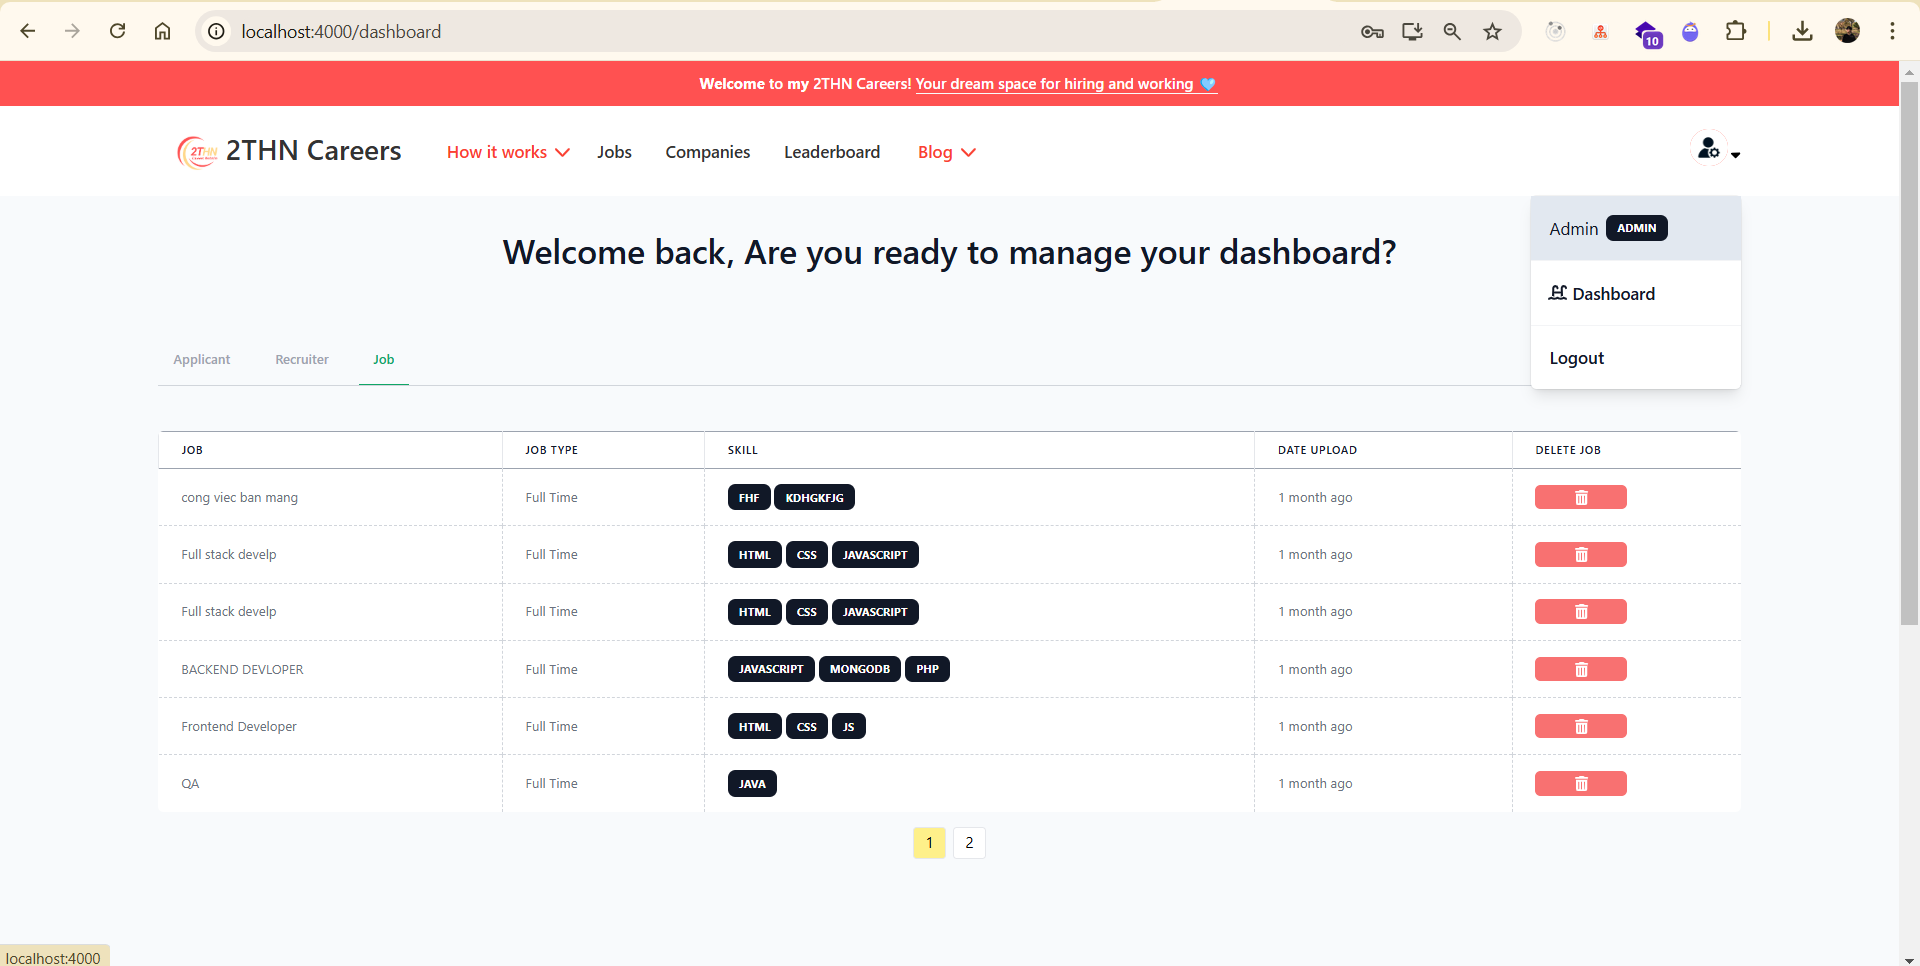 localhost:4000/dashboard
10
Welcome to my 2THN Careers! Your dream space for hiring and working 💙
2THN
2THN Careers How it works Jobs Companies Leaderboard Blog
Admin ADMIN
Welcome back, Are you ready to manage your dashboard?
Dashboard
Logout
Applicant Recruiter Job
JOB JOB TYPE SKILL DATE UPLOAD DELETE JOB
cong viec ban mang Full Time FHF KDHGKFJG 1 month ago
Full stack develp Full Time HTML CSS JAVASCRIPT 1 month ago
Full stack develp Full Time HTML CSS JAVASCRIPT 1 month ago
BACKEND DEVLOPER Full Time JAVASCRIPT MONGODB PHP 1 month ago
Frontend Developer Full Time HTML CSS JS 1 month ago
QA Full Time JAVA 1 month ago
1 2
localhost:4000